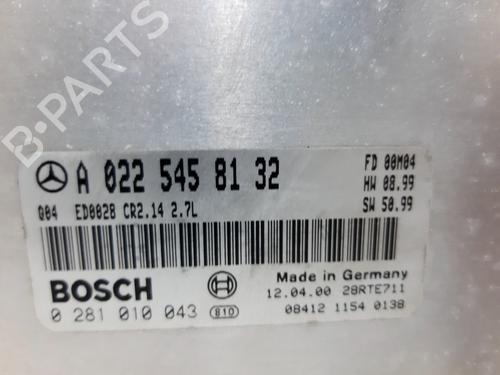 B-PARTS
A 022 545 81 32
FD 00M04
HW 08.99
Q04 ED0028 CR2.14 2.7L
SW 50.99
BOSCH
Made in Germany
0 281 010 043 810
12.04.00 28RTE711
08412 1154 0138